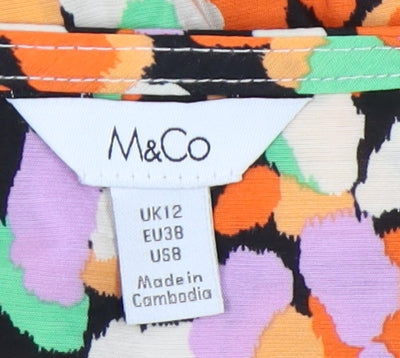 M&Co
UK12
EU38
US8
Made in
Cambodia